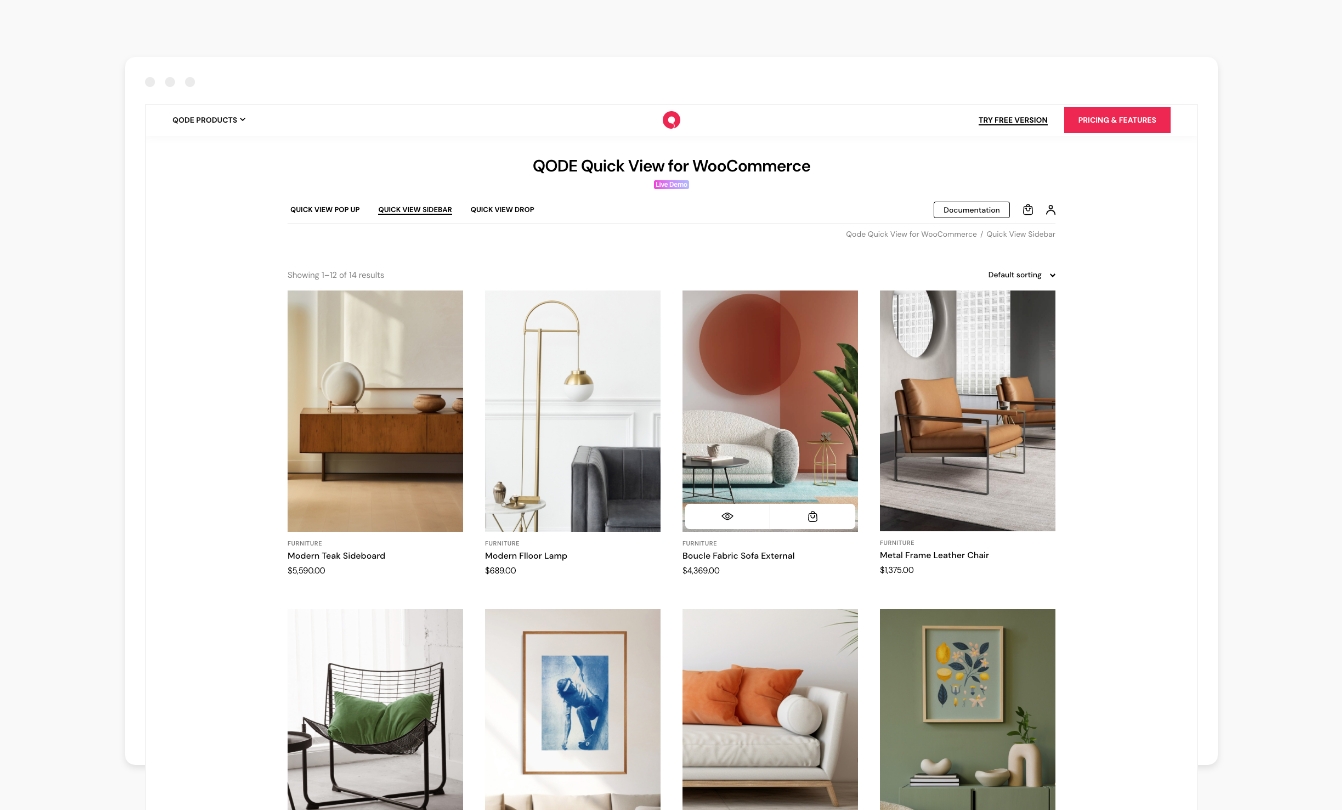 QODE PRODUCTS
TRY FREE VERSION
PRICING & FEATURES
QODE Quick View for WooCommerce
Live Demo
QUICK VIEW POP UP
QUICK VIEW SIDEBAR
QUICK VIEW DROP
Documentation
Qode Quick View for WooCommerce / Quick View Sidebar
Showing 1–12 of 14 results
Default sorting
FURNITURE
Modern Teak Sideboard
$5,590.00
FURNITURE
Modern Flloor Lamp
$689.00
FURNITURE
Boucle Fabric Sofa External
$4,369.00
FURNITURE
Metal Frame Leather Chair
$1,375.00